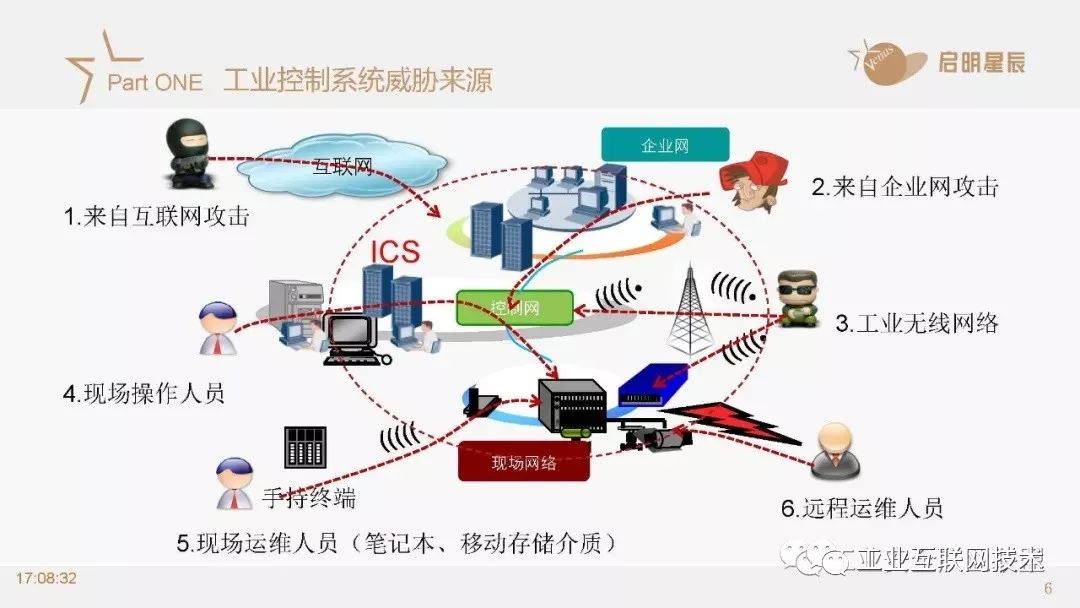 Part ONE 工业控制系统威胁来源
Venus 启明星辰
互联网
企业网
1.来自互联网攻击
2.来自企业网攻击
ICS
控制网
3.工业无线网络
4.现场操作人员
现场网络
手持终端
6.远程运维人员
5.现场运维人员（笔记本、移动存储介质）
工业互联网技术
17:08:32
6